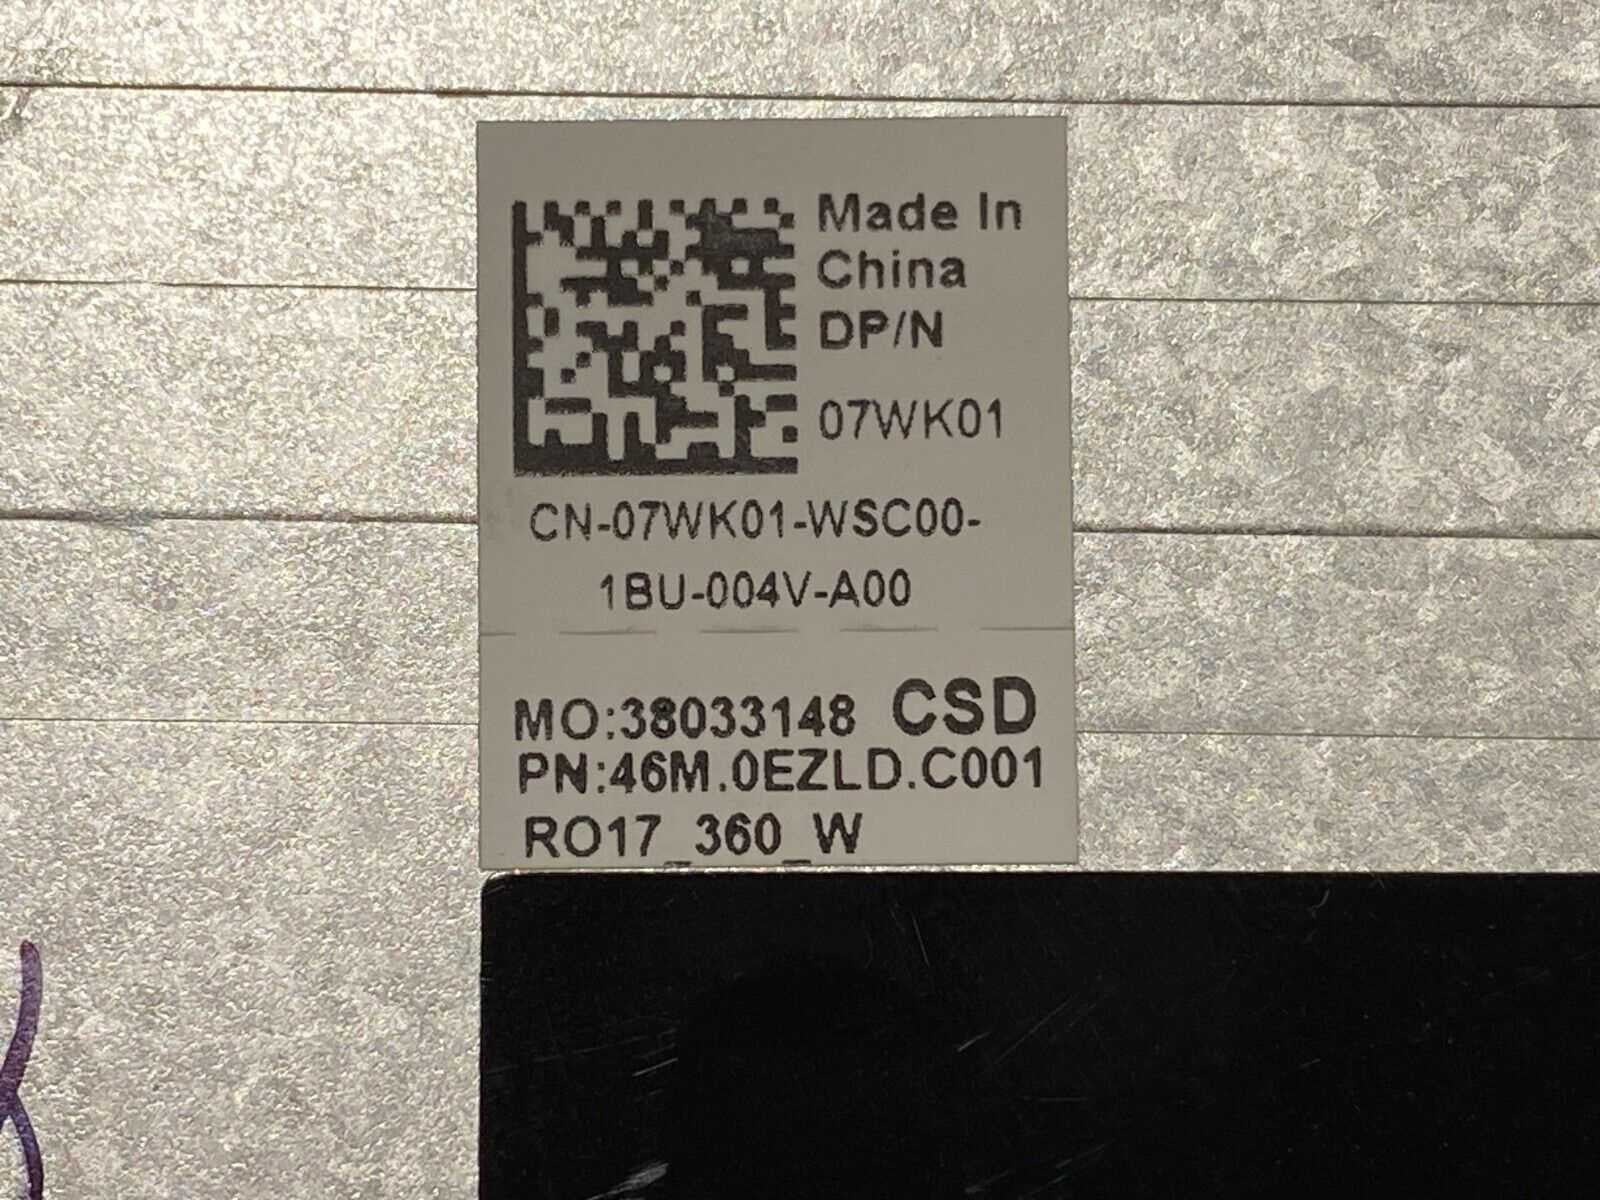 Made In
China
DP/N
07WK01
CN-07WK01-WSC00-
1BU-004V-A00
MO:38033148 CSD
PN:46M.0EZLD.C001
RO17_360_W